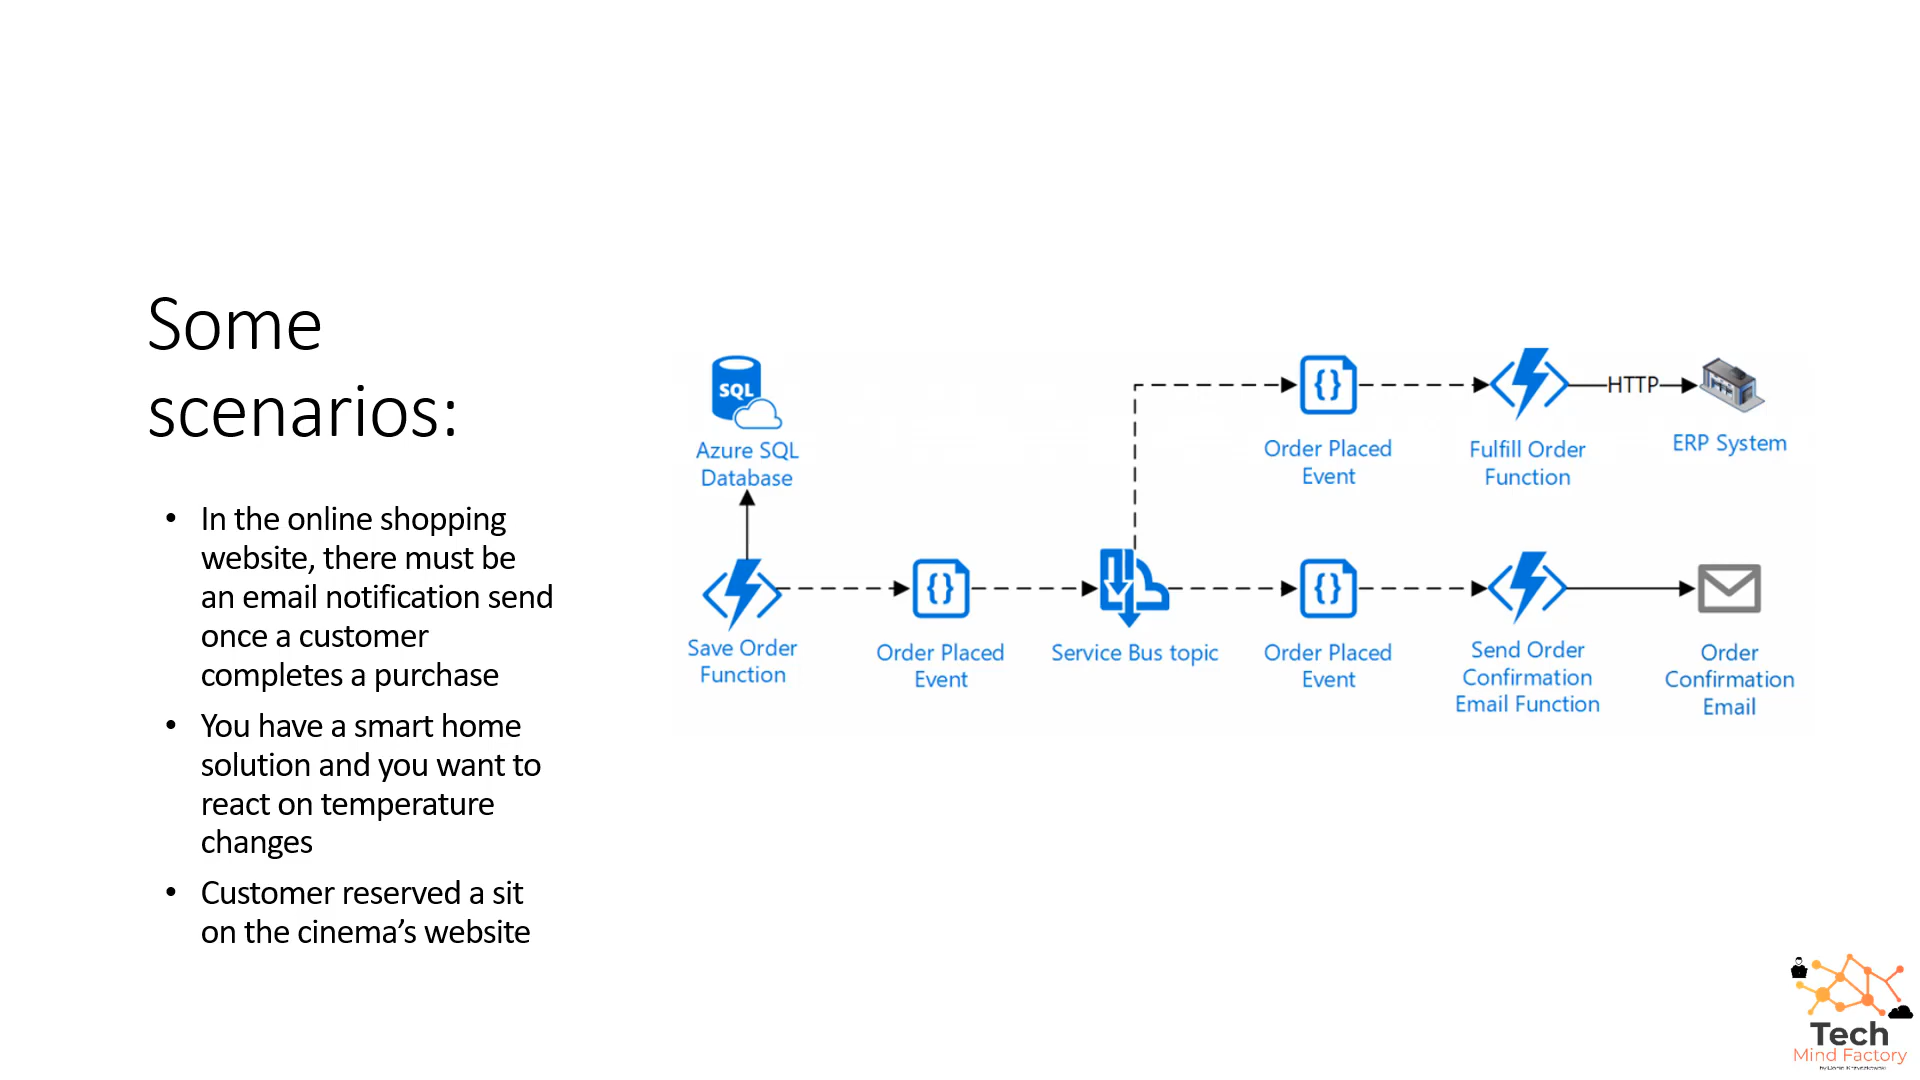 Some
scenarios:
• In the online shopping
website, there must be
an email notification send
once a customer
completes a purchase
• You have a smart home
solution and you want to
react on temperature
changes
• Customer reserved a sit
on the cinema’s website
SQL
Azure SQL
Database
Save Order
Function
{}
Order Placed
Event
Service Bus topic
{}
Order Placed
Event
Fulfill Order
Function
HTTP
ERP System
{}
Order Placed
Event
Send Order
Confirmation
Email Function
Order
Confirmation
Email
Tech
Mind Factory